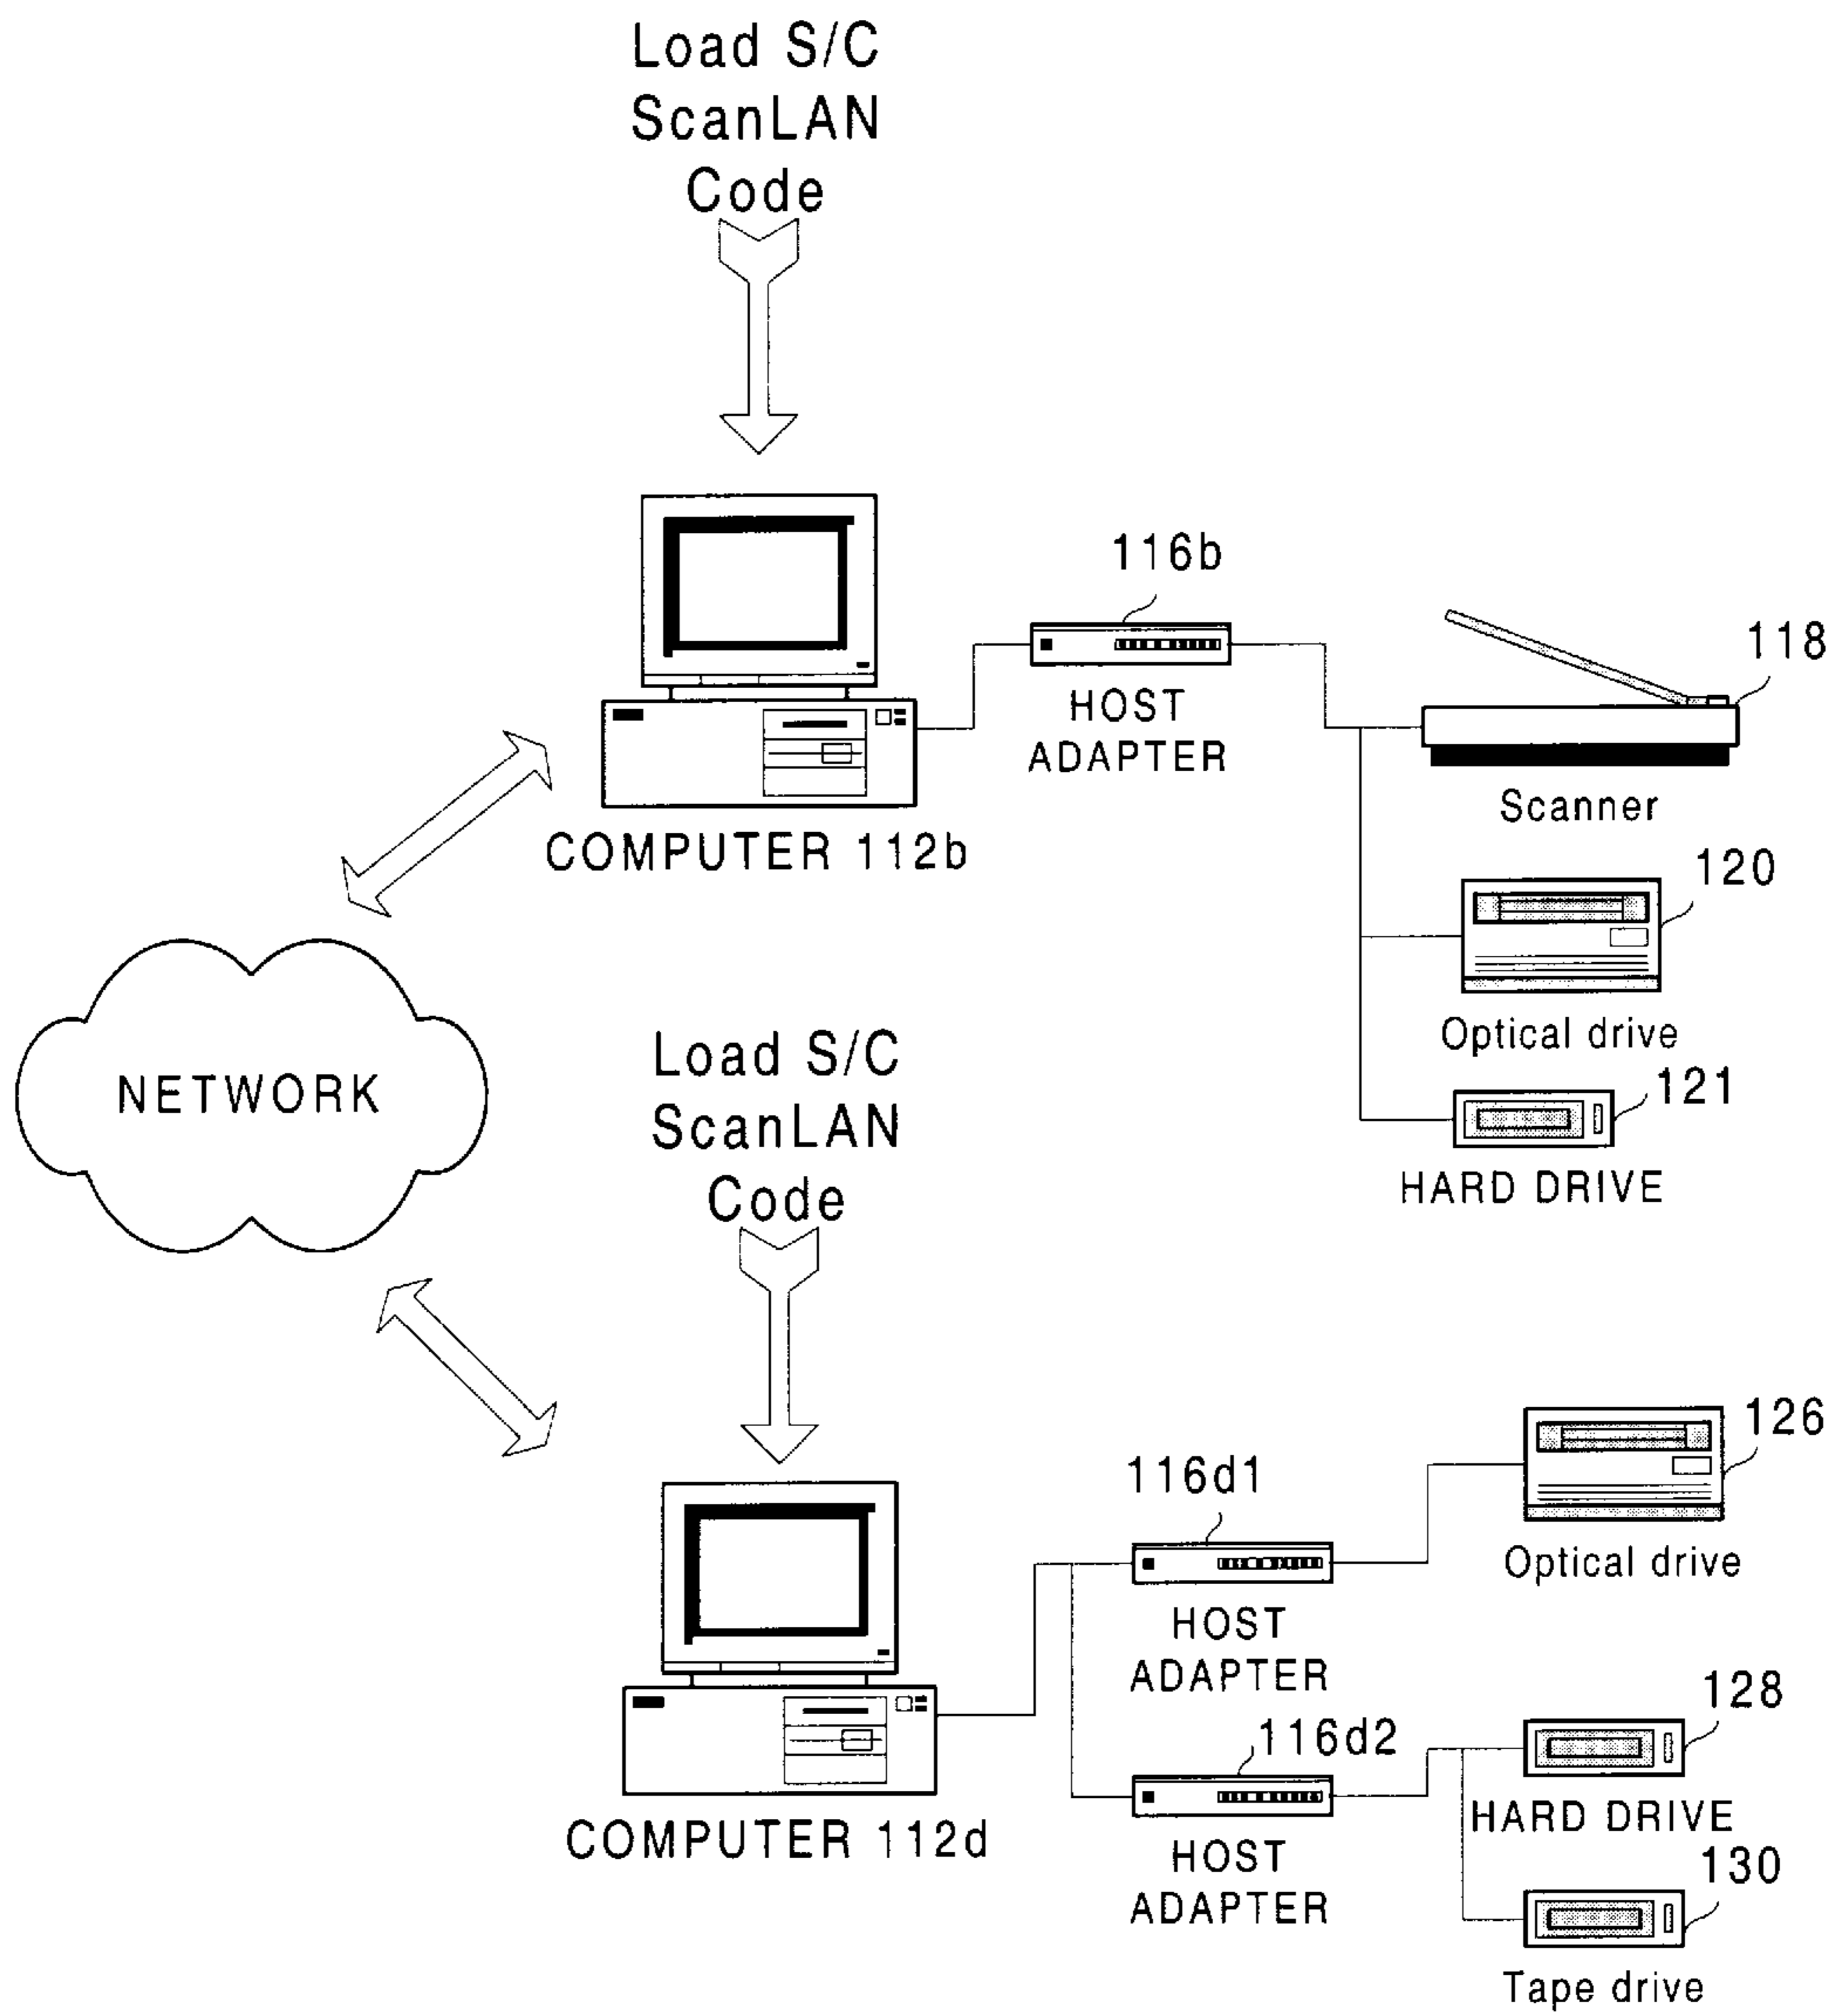 Load S/C
ScanLAN
Code
116b
118
HOST
ADAPTER
Scanner
COMPUTER 112b
120
Optical drive
121
HARD DRIVE
NETWORK
Load S/C
ScanLAN
Code
126
116d1
Optical drive
HOST
ADAPTER
128
116d2
HARD DRIVE
COMPUTER 112d
HOST
ADAPTER
130
Tape drive